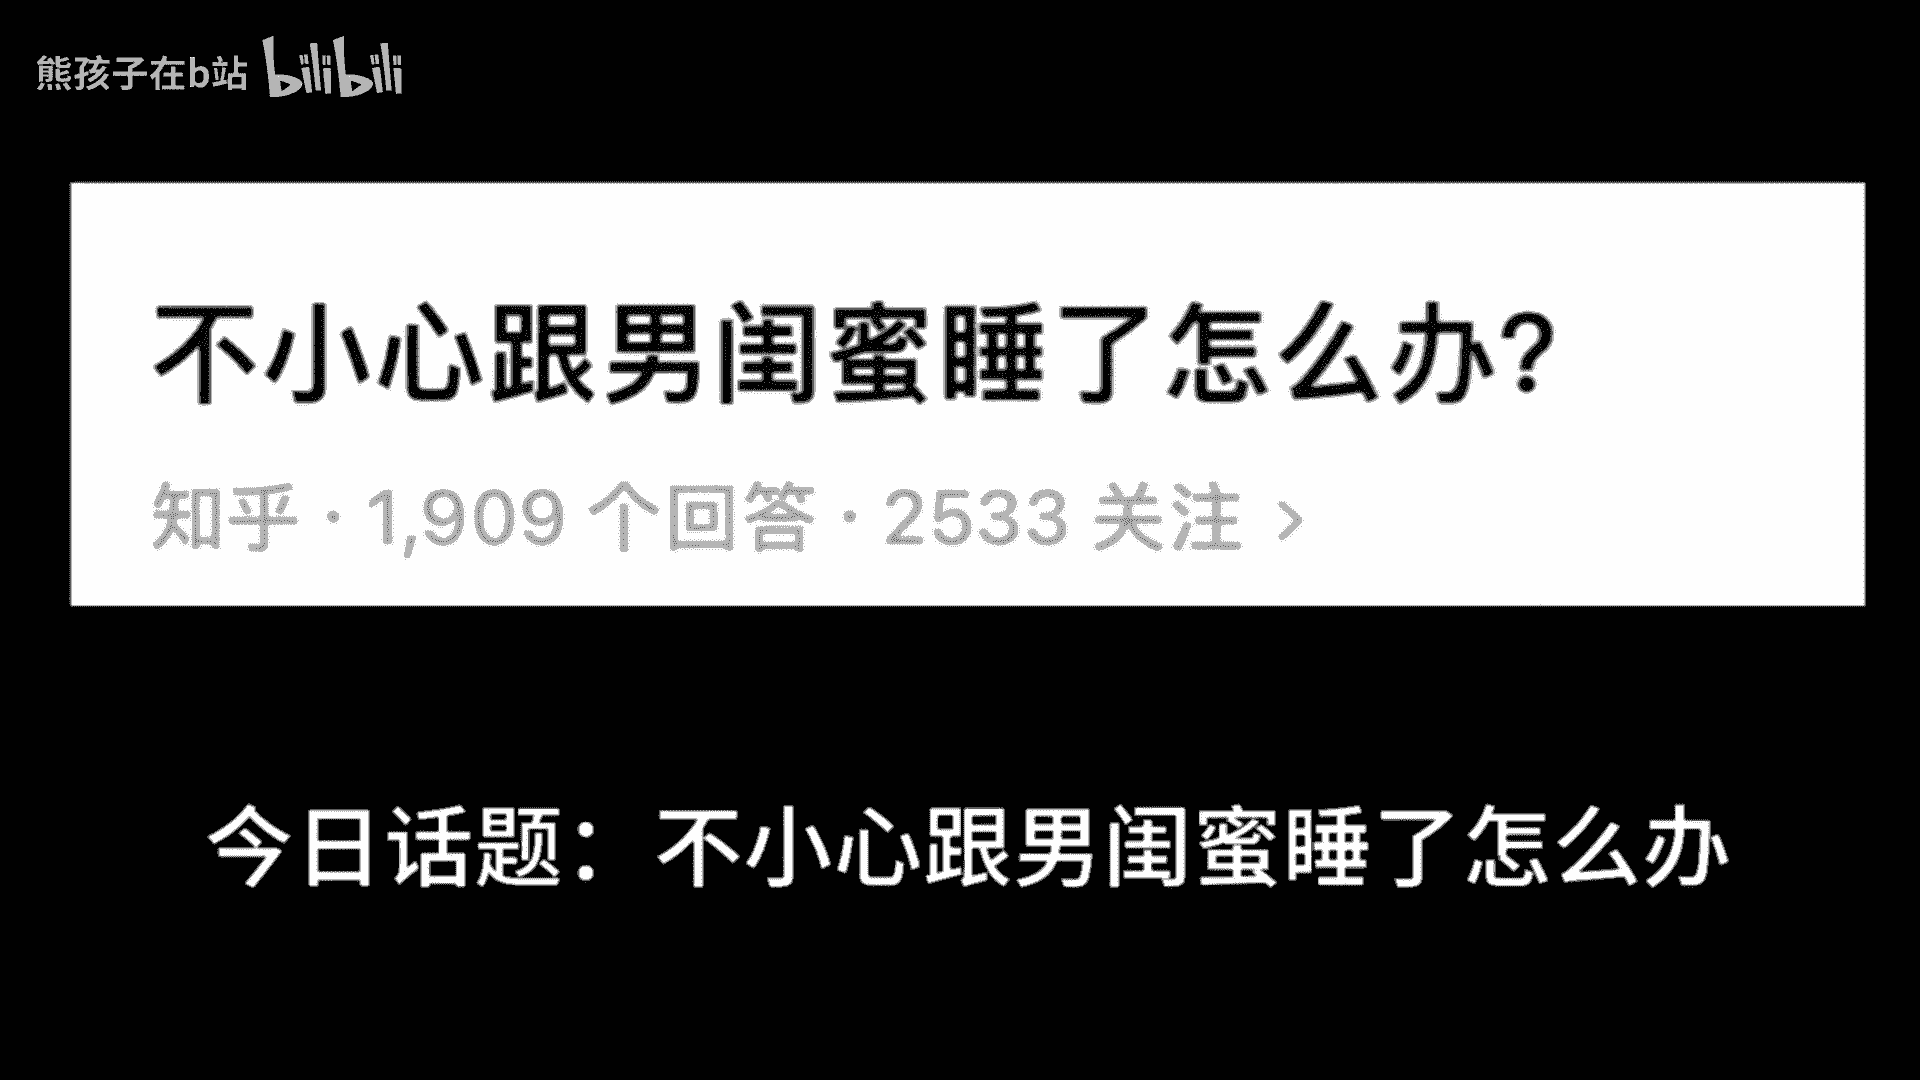 熊孩子在b站 bilibili
不小心跟男闺蜜睡了怎么办?
知乎 · 1,909 个回答 · 2533 关注 >
今日话题：不小心跟男闺蜜睡了怎么办